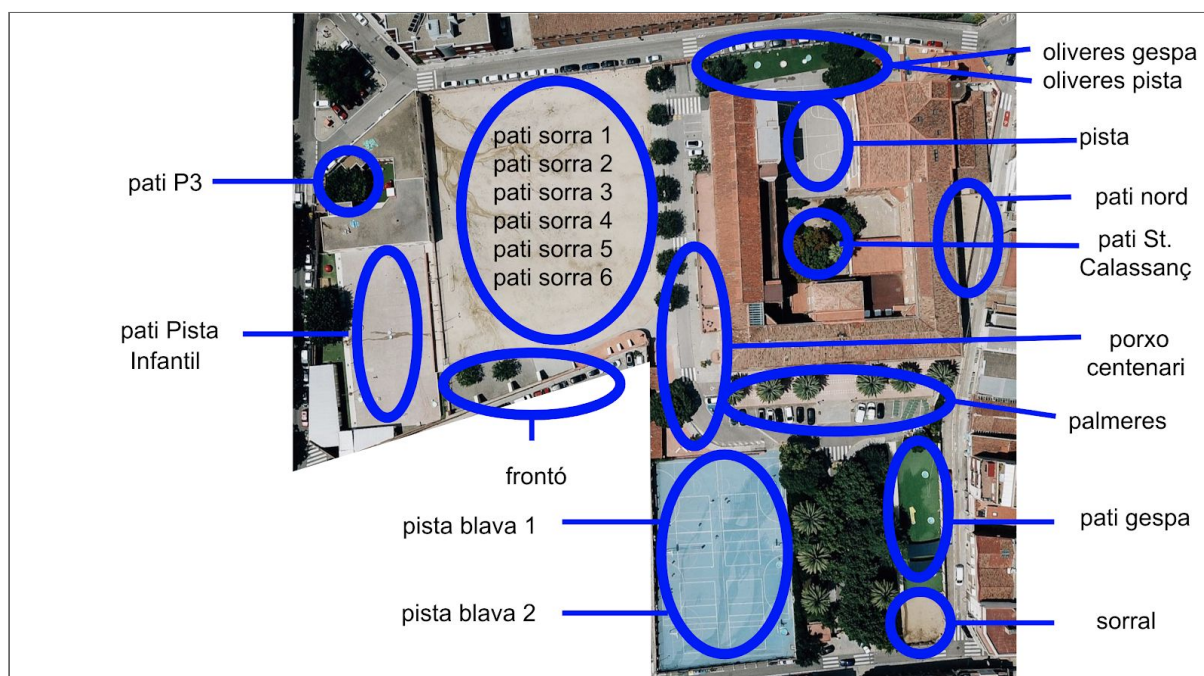 oliveres gespa
oliveres pista
pista
pati P3
pati sorra 1
pati sorra 2
pati sorra 3
pati sorra 4
pati sorra 5
pati sorra 6
pati nord
pati St.
Calassanç
pati Pista
Infantil
porxo
centenari
palmeres
frontó
pista blava 1
pati gespa
pista blava 2
sorral